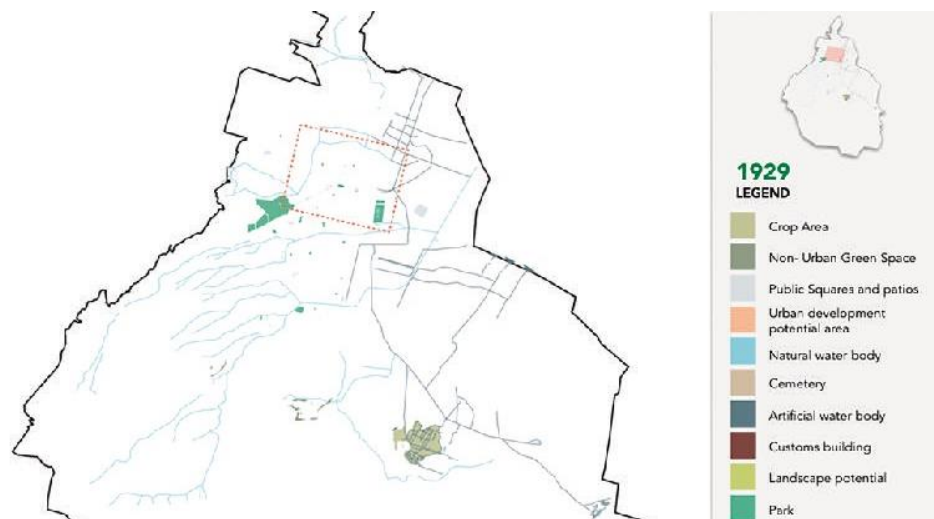 1929
LEGEND
Crop Area
Non- Urban Green Space
Public Squares and patios
Urban development
potential area
Natural water body
Cemetery
Artificial water body
Customs building
Landscape potential
Park